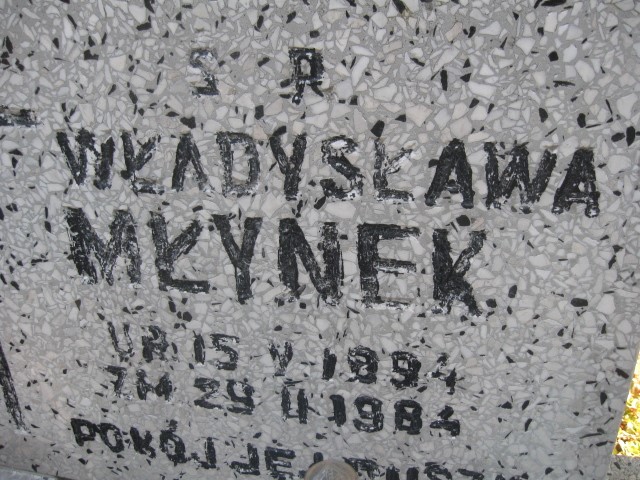 Ś P
WŁADYSŁAWA
MŁYNEK
UR 15 V 1894
ZM 29 II 1984
POKÓJ JEJ DUSZY